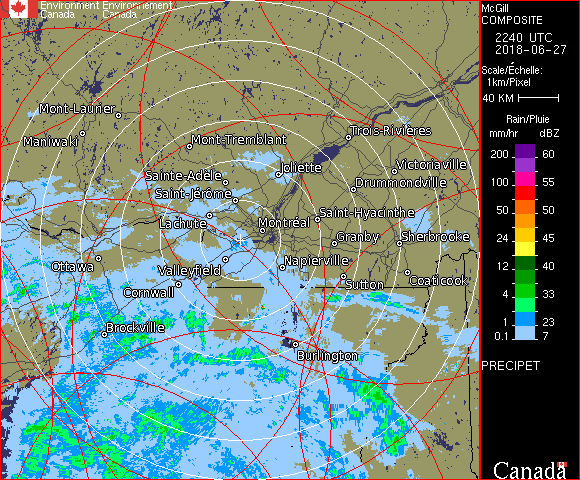 Environment Environnement
Canada Canada
Mont-Laurier
Maniwaki
Mont-Tremblant
Trois-Rivières
Sainte-Adèle
Joliette
Victoriaville
Saint-Jérôme
Drummondville
Lachute
Montréal
Saint-Hyacinthe
Granby
Sherbrooke
Ottawa
Valleyfield
Napierville
Cornwall
Sutton
Coaticook
Brockville
Burlington
McGill
COMPOSITE
2240 UTC
2018-06-27
Scale/Échelle:
1km/Pixel
40 KM
Rain/Pluie
mm/hr dBZ
200 60
100 55
50 50
24 45
12 40
4 33
1 23
0.1 7
PRECIPET
Canada